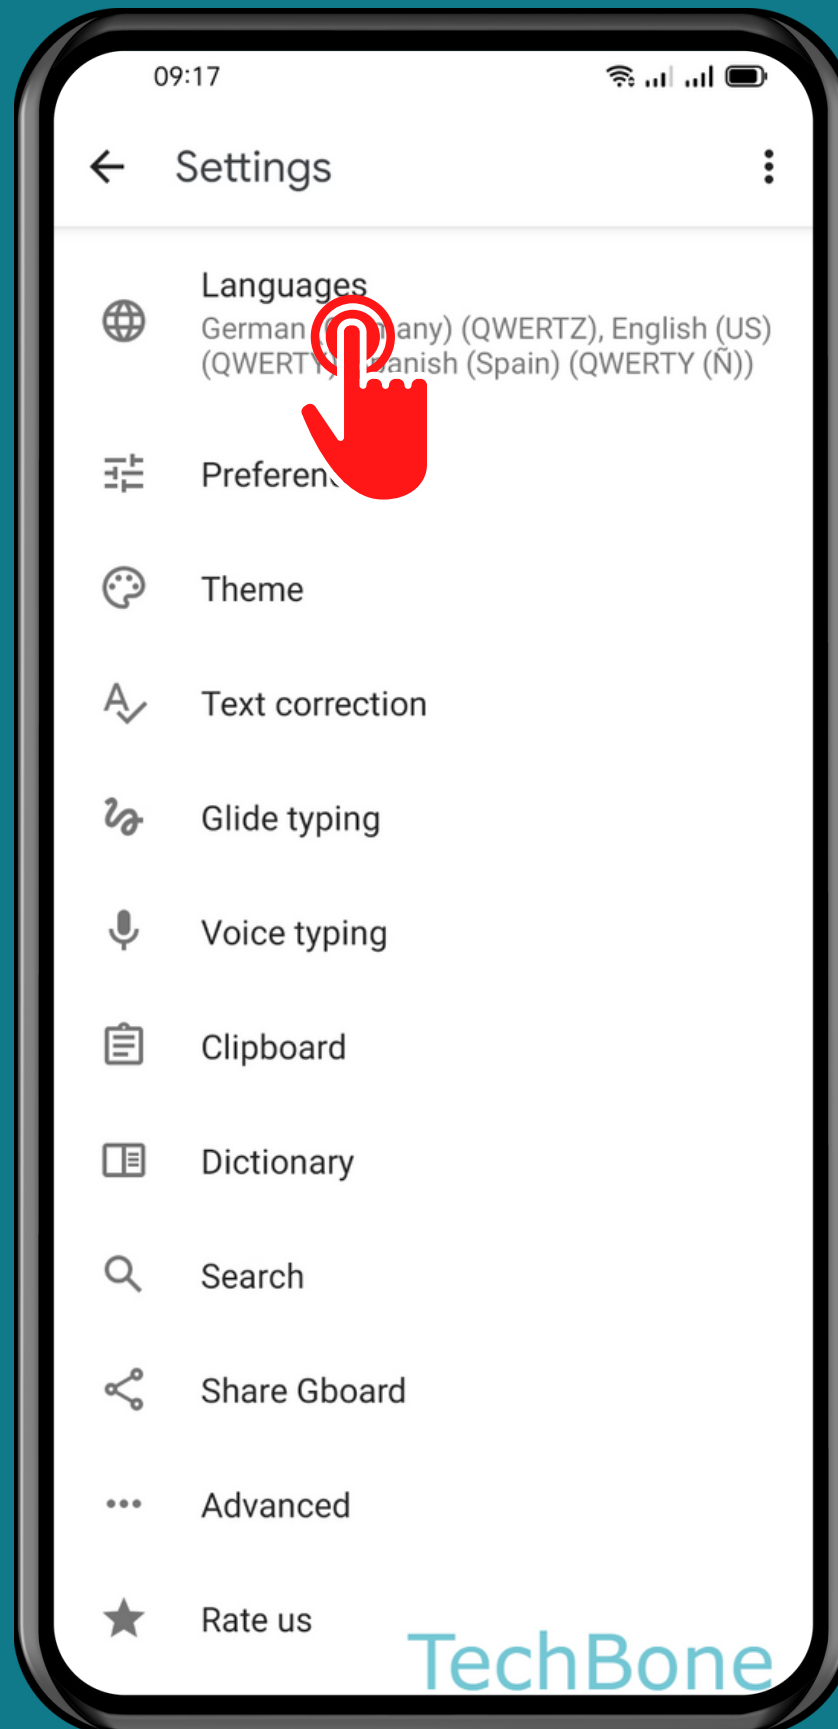 09:17
Settings
Languages
German any) (QWERTZ), English (US)
(QWERTY) (Spain) (QWERTY (Ñ))
Theme
Text correction
Glide typing
Voice typing
Clipboard
Dictionary
Search
Share Gboard
Advanced
Rate us
TechBone